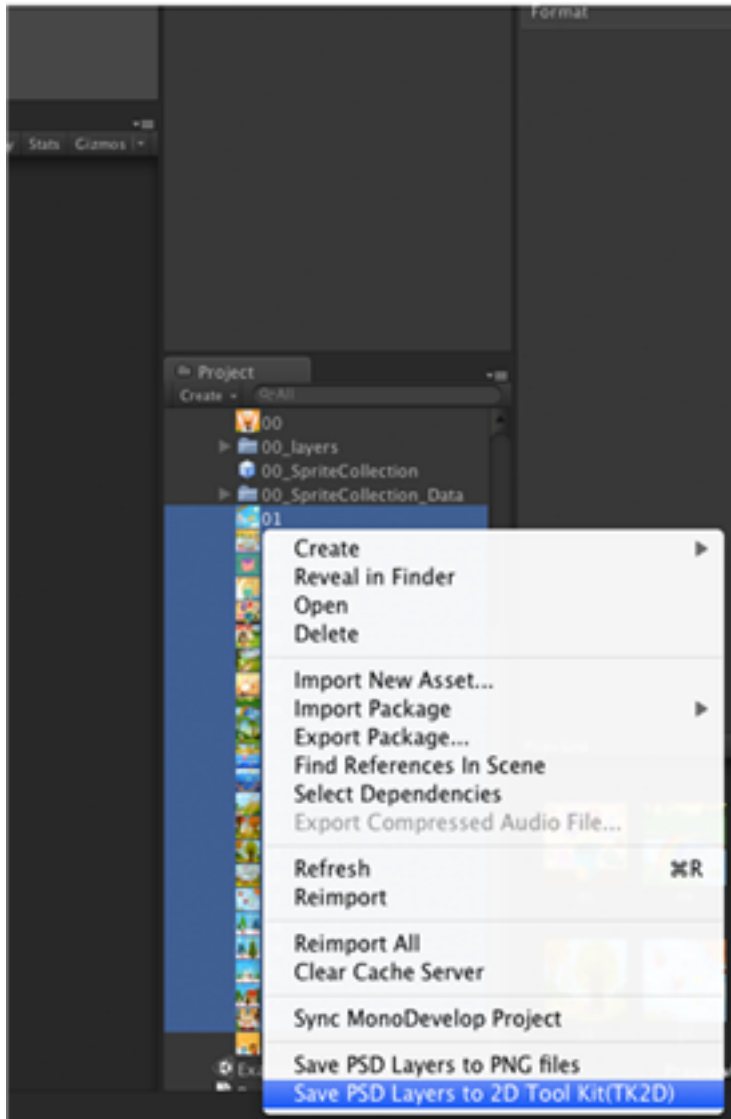 Format
Stats Gizmos
Project
Create All
00
00_layers
00_SpriteCollection
00_SpriteCollection_Data
01
Create
Reveal in Finder
Open
Delete
Import New Asset...
Import Package
Export Package...
Find References In Scene
Select Dependencies
Export Compressed Audio File...
Refresh ⌘R
Reimport
Reimport All
Clear Cache Server
Sync MonoDevelop Project
Save PSD Layers to PNG files
Save PSD Layers to 2D Tool Kit(TK2D)